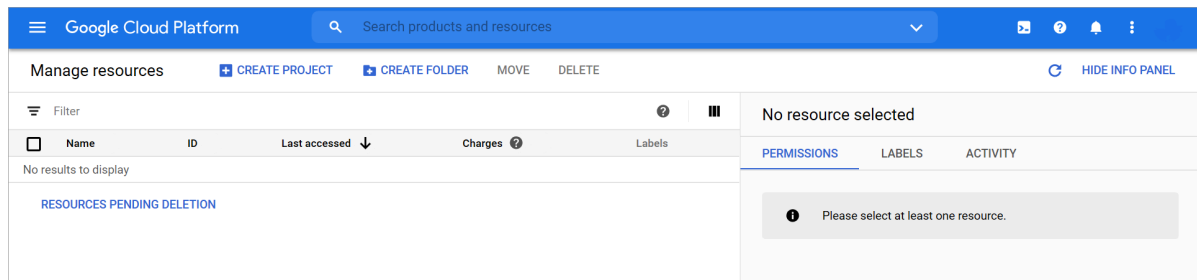 Google Cloud Platform
Search products and resources
Manage resources
CREATE PROJECT
CREATE FOLDER
MOVE
DELETE
HIDE INFO PANEL
Filter
No resource selected
Name ID Last accessed Charges Labels
PERMISSIONS LABELS ACTIVITY
No results to display
RESOURCES PENDING DELETION
Please select at least one resource.